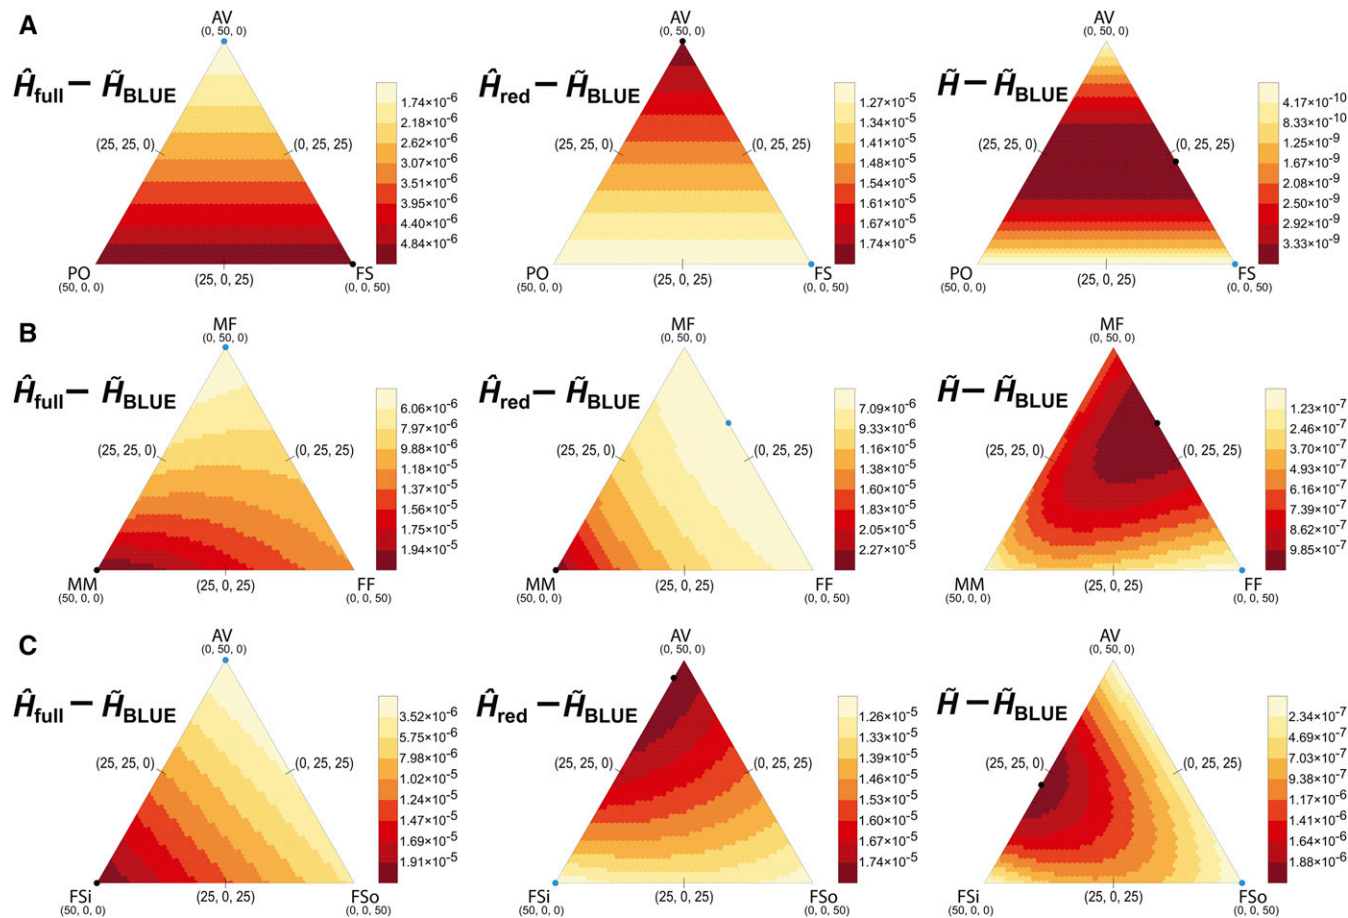 A
AV
(0, 50, 0)
Ĥfull − H̃BLUE
(25, 25, 0)
(0, 25, 25)
PO
(50, 0, 0)
(25, 0, 25)
FS
(0, 0, 50)
1.74×10⁻⁶
2.18×10⁻⁶
2.62×10⁻⁶
3.07×10⁻⁶
3.51×10⁻⁶
3.95×10⁻⁶
4.40×10⁻⁶
4.84×10⁻⁶
AV
(0, 50, 0)
Ĥred − H̃BLUE
(25, 25, 0)
(0, 25, 25)
PO
(50, 0, 0)
(25, 0, 25)
FS
(0, 0, 50)
1.27×10⁻⁵
1.34×10⁻⁵
1.41×10⁻⁵
1.48×10⁻⁵
1.54×10⁻⁵
1.61×10⁻⁵
1.67×10⁻⁵
1.74×10⁻⁵
AV
(0, 50, 0)
H̃ − H̃BLUE
(25, 25, 0)
(0, 25, 25)
PO
(50, 0, 0)
(25, 0, 25)
FS
(0, 0, 50)
4.17×10⁻¹⁰
8.33×10⁻¹⁰
1.25×10⁻⁹
1.67×10⁻⁹
2.08×10⁻⁹
2.50×10⁻⁹
2.92×10⁻⁹
3.33×10⁻⁹
B
MF
(0, 50, 0)
Ĥfull − H̃BLUE
(25, 25, 0)
(0, 25, 25)
MM
(50, 0, 0)
(25, 0, 25)
FF
(0, 0, 50)
6.06×10⁻⁶
7.97×10⁻⁶
9.88×10⁻⁶
1.18×10⁻⁵
1.37×10⁻⁵
1.56×10⁻⁵
1.75×10⁻⁵
1.94×10⁻⁵
MF
(0, 50, 0)
Ĥred − H̃BLUE
(25, 25, 0)
(0, 25, 25)
MM
(50, 0, 0)
(25, 0, 25)
FF
(0, 0, 50)
7.09×10⁻⁶
9.33×10⁻⁶
1.16×10⁻⁵
1.38×10⁻⁵
1.60×10⁻⁵
1.83×10⁻⁵
2.05×10⁻⁵
2.27×10⁻⁵
MF
(0, 50, 0)
H̃ − H̃BLUE
(25, 25, 0)
(0, 25, 25)
MM
(50, 0, 0)
(25, 0, 25)
FF
(0, 0, 50)
1.23×10⁻⁷
2.46×10⁻⁷
3.70×10⁻⁷
4.93×10⁻⁷
6.16×10⁻⁷
7.39×10⁻⁷
8.62×10⁻⁷
9.85×10⁻⁷
C
AV
(0, 50, 0)
Ĥfull − H̃BLUE
(25, 25, 0)
(0, 25, 25)
FSi
(50, 0, 0)
(25, 0, 25)
FSo
(0, 0, 50)
3.52×10⁻⁶
5.75×10⁻⁶
7.98×10⁻⁶
1.02×10⁻⁵
1.24×10⁻⁵
1.47×10⁻⁵
1.69×10⁻⁵
1.91×10⁻⁵
AV
(0, 50, 0)
Ĥred − H̃BLUE
(25, 25, 0)
(0, 25, 25)
FSi
(50, 0, 0)
(25, 0, 25)
FSo
(0, 0, 50)
1.26×10⁻⁵
1.33×10⁻⁵
1.39×10⁻⁵
1.46×10⁻⁵
1.53×10⁻⁵
1.60×10⁻⁵
1.67×10⁻⁵
1.74×10⁻⁵
AV
(0, 50, 0)
H̃ − H̃BLUE
(25, 25, 0)
(0, 25, 25)
FSi
(50, 0, 0)
(25, 0, 25)
FSo
(0, 0, 50)
2.34×10⁻⁷
4.69×10⁻⁷
7.03×10⁻⁷
9.38×10⁻⁷
1.17×10⁻⁶
1.41×10⁻⁶
1.64×10⁻⁶
1.88×10⁻⁶